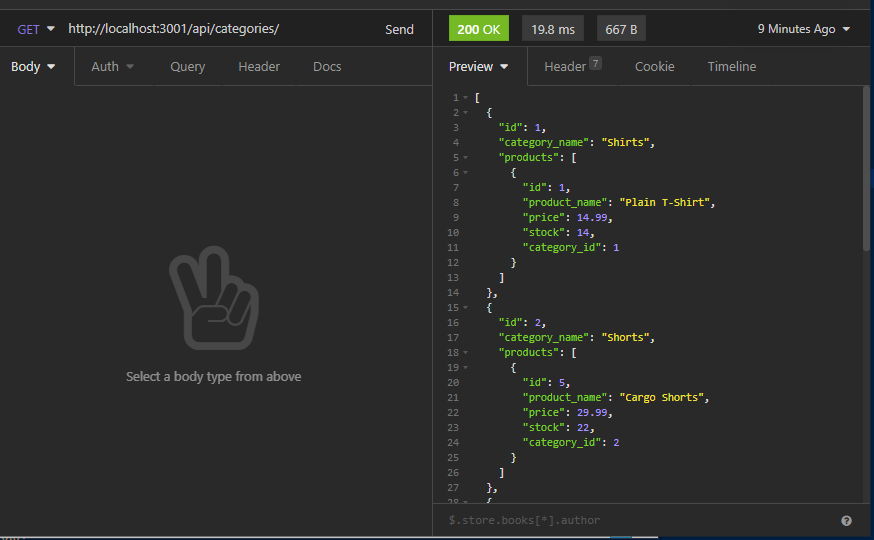 GET http://localhost:3001/api/categories/ Send
200 OK 19.8 ms 667 B 9 Minutes Ago
Body Auth Query Header Docs
Preview Header 7 Cookie Timeline
1 [
2 {
3 "id": 1,
4 "category_name": "Shirts",
5 "products": [
6 {
7 "id": 1,
8 "product_name": "Plain T-Shirt",
9 "price": 14.99,
10 "stock": 14,
11 "category_id": 1
12 }
13 ]
14 },
15 {
16 "id": 2,
17 "category_name": "Shorts",
18 "products": [
19 {
20 "id": 5,
21 "product_name": "Cargo Shorts",
22 "price": 29.99,
23 "stock": 22,
24 "category_id": 2
25 }
26 ]
27 },
28 {
Select a body type from above
$.store.books[*].author ?